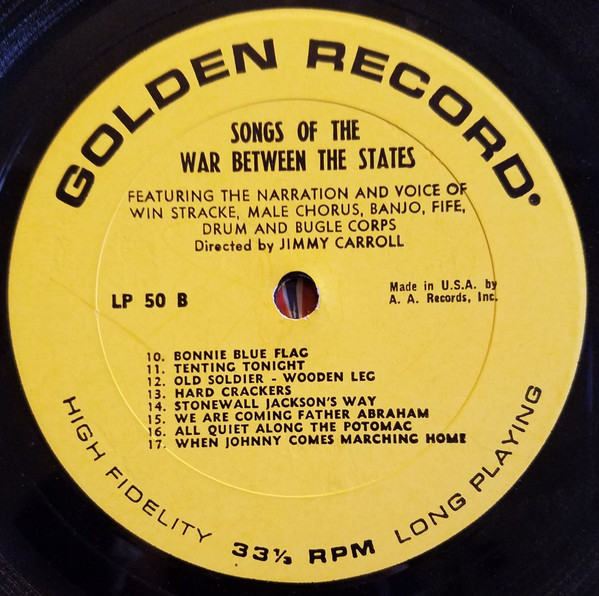 GOLDEN RECORD
SONGS OF THE
WAR BETWEEN THE STATES
FEATURING THE NARRATION AND VOICE OF
WIN STRACKE, MALE CHORUS, BANJO, FIFE,
DRUM AND BUGLE CORPS
Directed by JIMMY CARROLL
LP 50 B
Made in U.S.A. by
A. A. Records, Inc.
10. BONNIE BLUE FLAG
11. TENTING TONIGHT
12. OLD SOLDIER - WOODEN LEG
13. HARD CRACKERS
14. STONEWALL JACKSON'S WAY
15. WE ARE COMING FATHER ABRAHAM
16. ALL QUIET ALONG THE POTOMAC
17. WHEN JOHNNY COMES MARCHING HOME
HIGH FIDELITY 33⅓ RPM LONG PLAYING